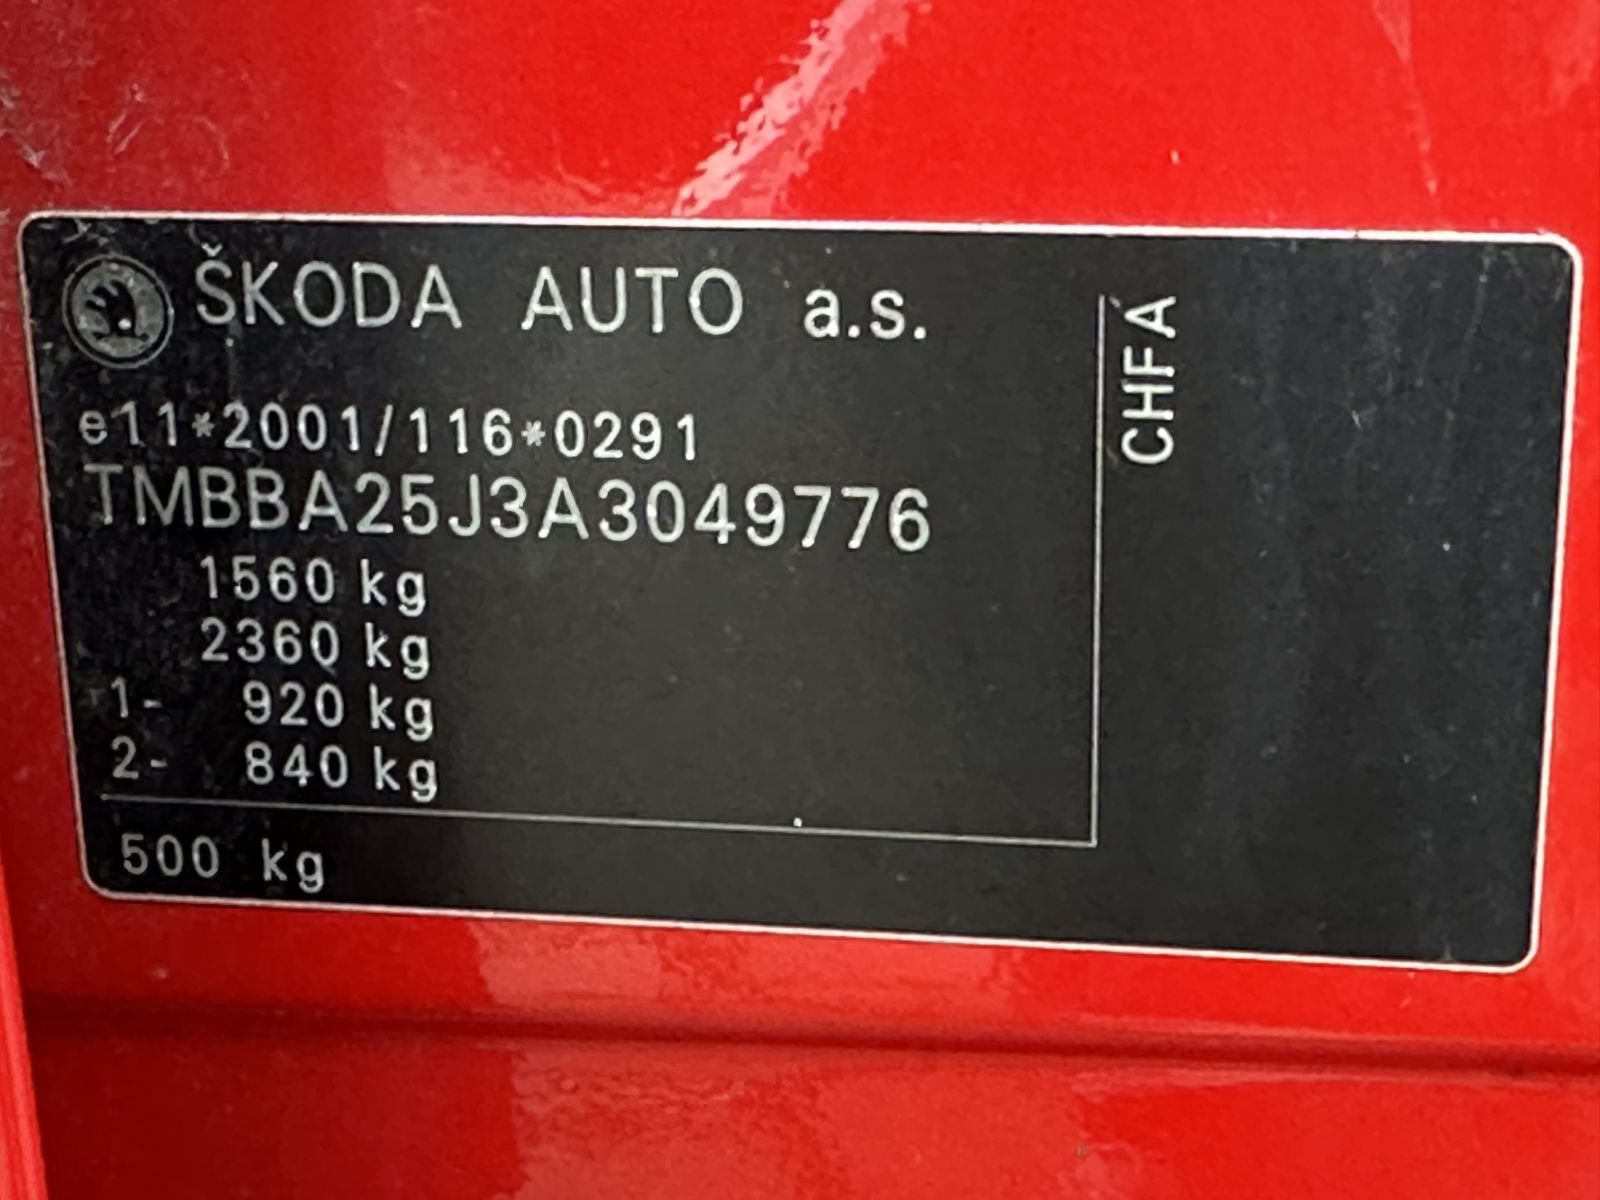 ŠKODA AUTO a.s.
e11*2001/116*0291
TMBBA25J3A3049776
1560 kg
2360 kg
1- 920 kg
2- 840 kg
500 kg
CHFA